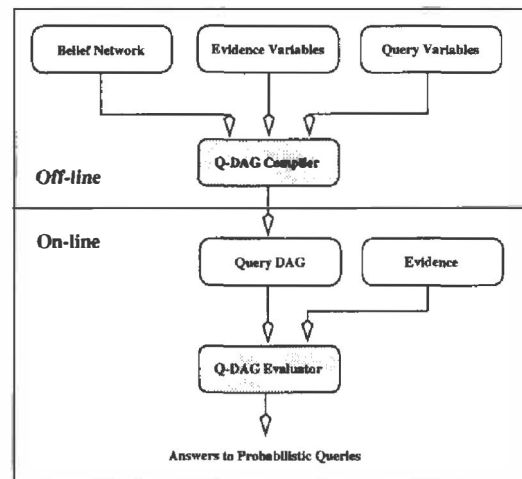 Belief Network
Evidence Variables
Query Variables
Q-DAG Compiler
Off-line
On-line
Query DAG
Evidence
Q-DAG Evaluator
Answers to Probabilistic Queries